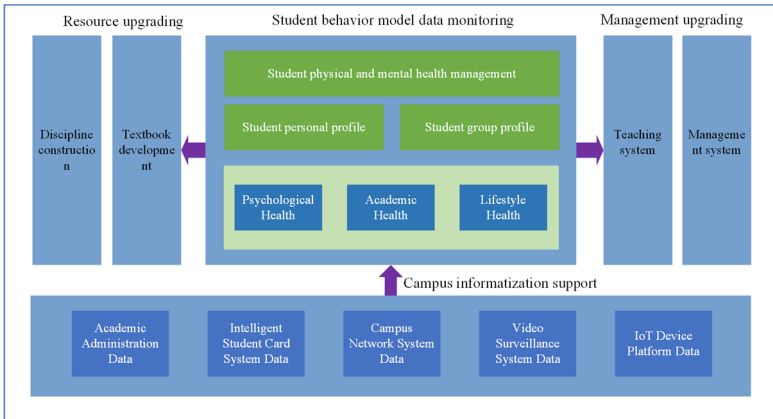 Resource upgrading
Student behavior model data monitoring
Management upgrading
Discipline
constructio
n
Textbook
developme
nt
Student physical and mental health management
Student personal profile
Student group profile
Psychological
Health
Academic
Health
Lifestyle
Health
Teaching
system
Manageme
nt system
Campus informatization support
Academic
Administration
Data
Intelligent
Student Card
System Data
Campus
Network System
Data
Video
Surveillance
System Data
IoT Device
Platform Data